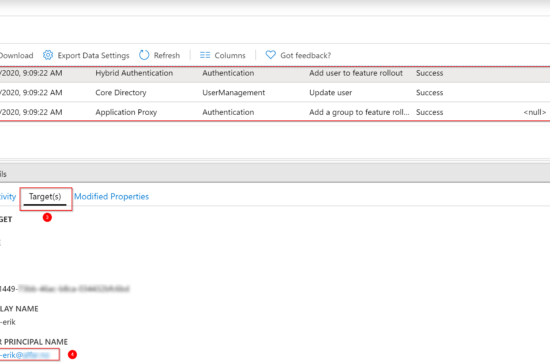 Download Export Data Settings Refresh Columns Got feedback?
/2020, 9:09:22 AM Hybrid Authentication Authentication Add user to feature rollout Success
/2020, 9:09:22 AM Core Directory UserManagement Update user Success
/2020, 9:09:22 AM Application Proxy Authentication Add a group to feature roll... Success <null>
ils
ivity Target(s) Modified Properties
3
GET
1449-
LAY NAME
-erik
R PRINCIPAL NAME
-erik@
4